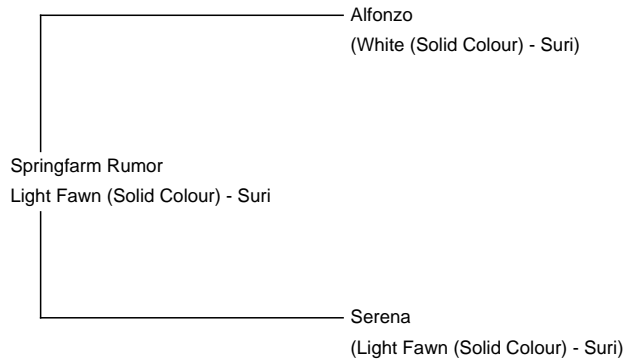 Alfonzo
(White (Solid Colour) - Suri)
Springfarm Rumor
Light Fawn (Solid Colour) - Suri
Serena
(Light Fawn (Solid Colour) - Suri)